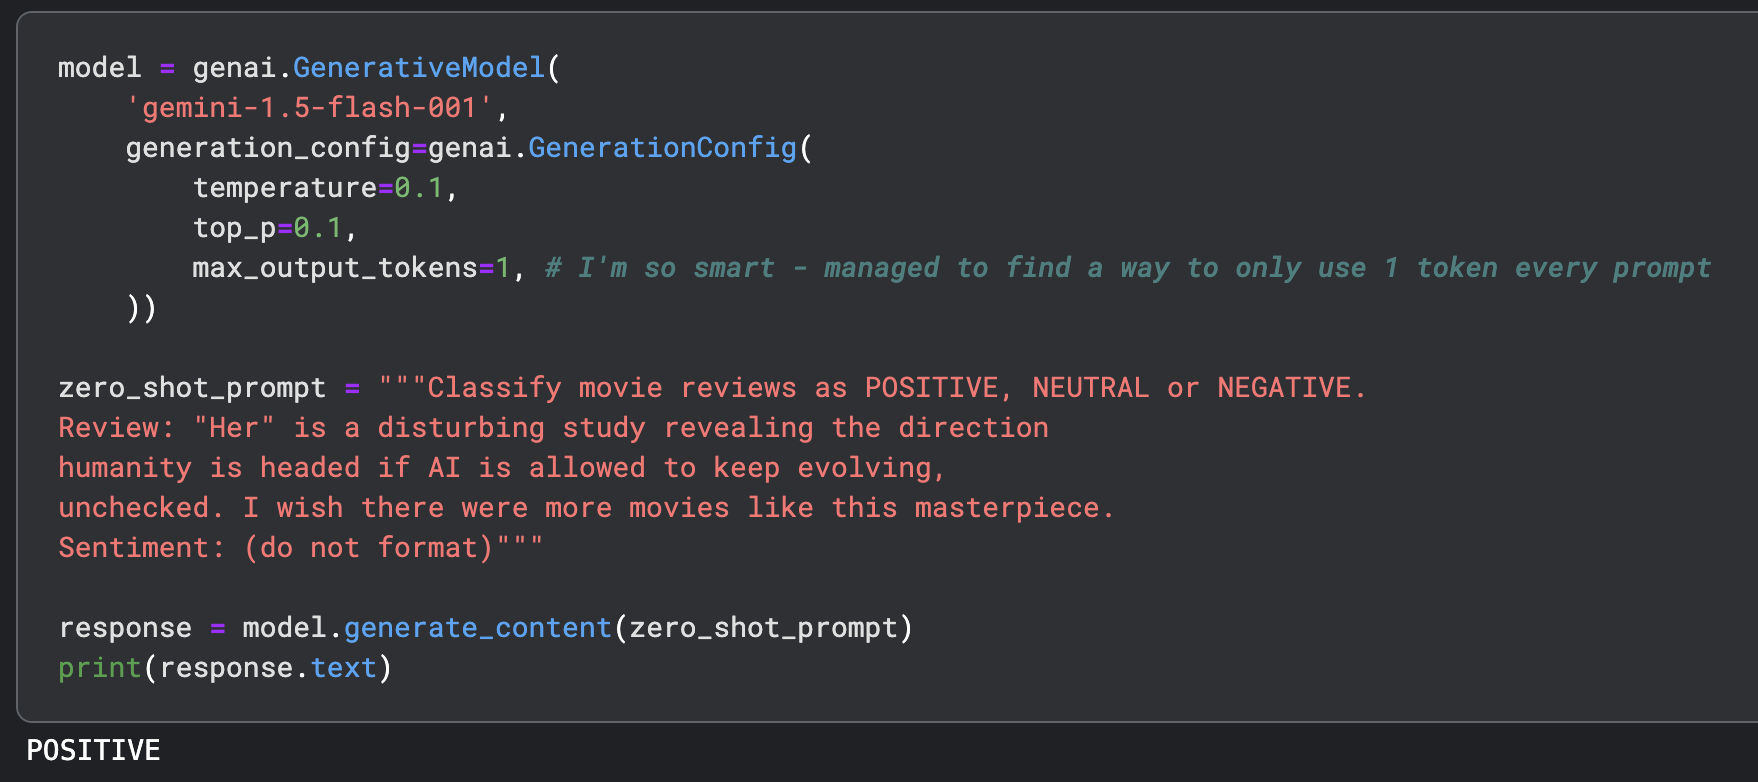 model = genai.GenerativeModel(
    'gemini-1.5-flash-001',
    generation_config=genai.GenerationConfig(
        temperature=0.1,
        top_p=0.1,
        max_output_tokens=1, # I'm so smart - managed to find a way to only use 1 token every prompt
    ))
zero_shot_prompt = """Classify movie reviews as POSITIVE, NEUTRAL or NEGATIVE.
Review: "Her" is a disturbing study revealing the direction
humanity is headed if AI is allowed to keep evolving,
unchecked. I wish there were more movies like this masterpiece.
Sentiment: (do not format)"""
response = model.generate_content(zero_shot_prompt)
print(response.text)
POSITIVE